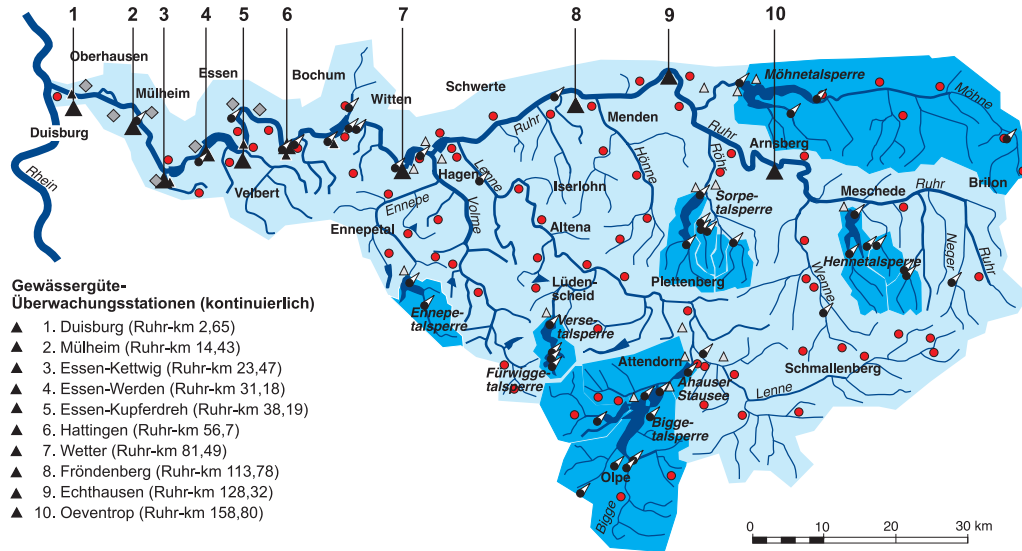 1 2 3 4 5 6 7 8 9 10
Oberhausen
Essen
Bochum
Mülheim
Witten
Schwerte
Möhnetalsperre
Möhne
Duisburg
Ruhr
Menden
Ruhr
Arnsberg
Rhein
Velbert
Hagen
Lenne
Iserlohn
Hönne
Röhr
Meschede
Ruhr
Brilon
Ennepe
Volme
Sorpe-
talsperre
Ennepetal
Altena
Hennetalsperre
Neger
Ruhr
Plettenberg
Wenne
Lüden-
scheid
Ennepe-
talsperre
Verse-
talsperre
Attendorn
Fürwigge-
talsperre
Ahauser
Stausee
Schmallenberg
Lenne
Bigge-
talsperre
Olpe
Bigge
Gewässergüte-
Überwachungsstationen (kontinuierlich)
1. Duisburg (Ruhr-km 2,65)
2. Mülheim (Ruhr-km 14,43)
3. Essen-Kettwig (Ruhr-km 23,47)
4. Essen-Werden (Ruhr-km 31,18)
5. Essen-Kupferdreh (Ruhr-km 38,19)
6. Hattingen (Ruhr-km 56,7)
7. Wetter (Ruhr-km 81,49)
8. Fröndenberg (Ruhr-km 113,78)
9. Echthausen (Ruhr-km 128,32)
10. Oeventrop (Ruhr-km 158,80)
0 10 20 30 km